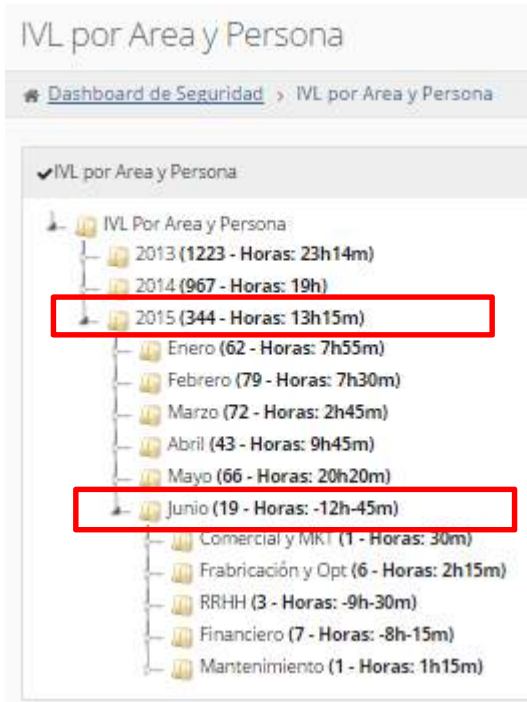 IVL por Area y Persona
Dashboard de Seguridad > IVL por Area y Persona
IVL por Area y Persona
IVL Por Area y Persona
2013 (1223 - Horas: 23h14m)
2014 (967 - Horas: 19h)
2015 (344 - Horas: 13h15m)
Enero (62 - Horas: 7h55m)
Febrero (79 - Horas: 7h30m)
Marzo (72 - Horas: 2h45m)
Abril (43 - Horas: 9h45m)
Mayo (66 - Horas: 20h20m)
Junio (19 - Horas: -12h-45m)
Comercial y MKT (1 - Horas: 30m)
Frabricación y Opt (6 - Horas: 2h15m)
RRHH (3 - Horas: -9h-30m)
Financiero (7 - Horas: -8h-15m)
Mantenimiento (1 - Horas: 1h15m)